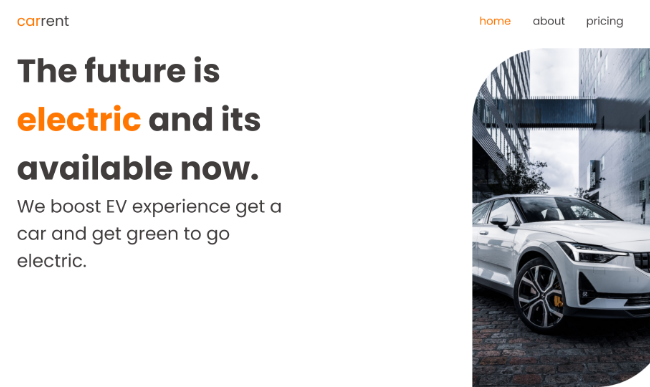 carrent
home about pricing
The future is
electric and its
available now.
We boost EV experience get a
car and get green to go
electric.